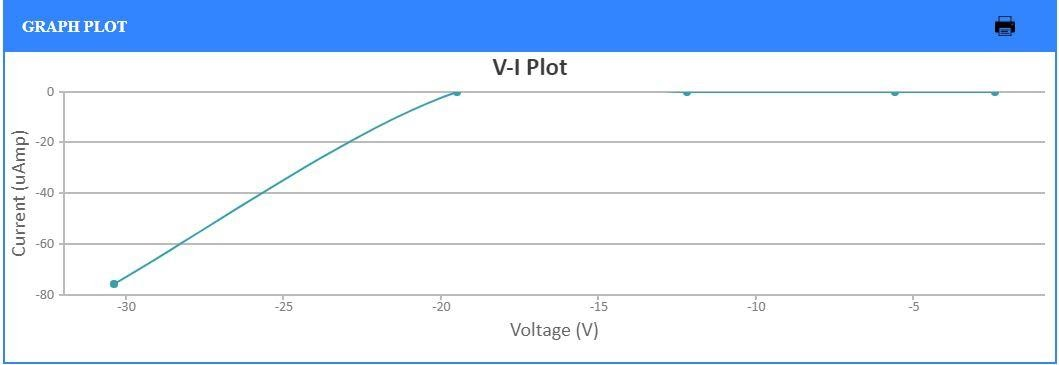 GRAPH PLOT
V-I Plot
0
-20
-40
-60
-80
Current (uAmp)
-30 -25 -20 -15 -10 -5
Voltage (V)